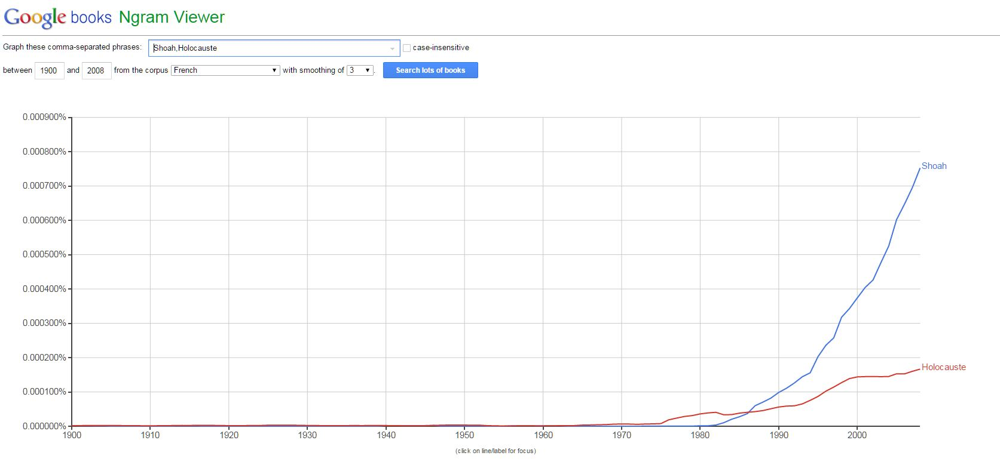 Google books Ngram Viewer
Graph these comma-separated phrases: Shoah,Holocauste case-insensitive
between 1900 and 2008 from the corpus French with smoothing of 3 . Search lots of books
0.000900%
0.000800%
Shoah
0.000700%
0.000600%
0.000500%
0.000400%
0.000300%
0.000200%
Holocauste
0.000100%
0.000000%
1900 1910 1920 1930 1940 1950 1960 1970 1980 1990 2000
(click on line/label for focus)